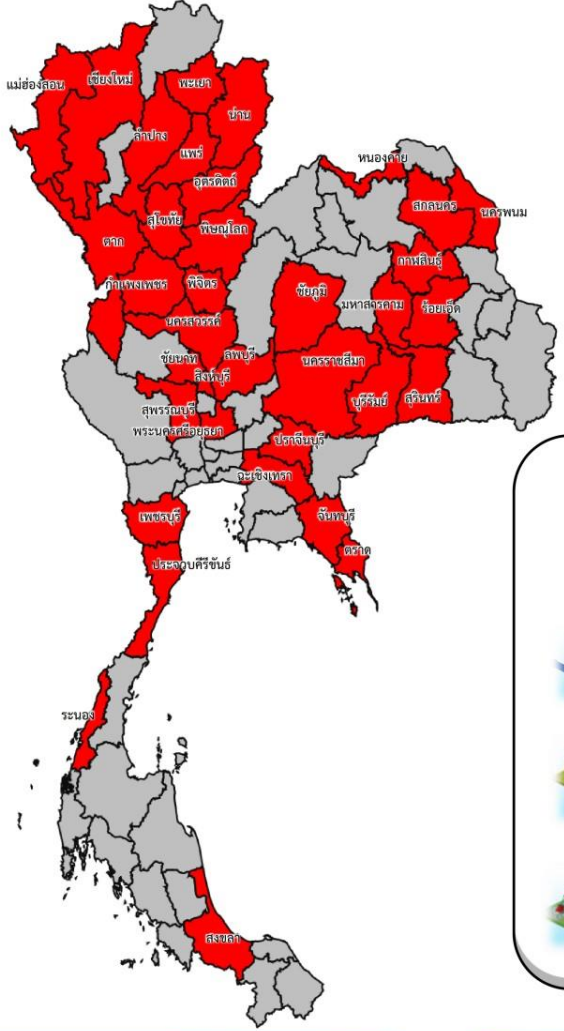 แม่ฮ่องสอน
เชียงใหม่
พะเยา
น่าน
ลำปาง
แพร่
อุตรดิตถ์
สุโขทัย
ตาก
พิษณุโลก
กำแพงเพชร
พิจิตร
นครสวรรค์
หนองคาย
สกลนคร
นครพนม
กาฬสินธุ์
ชัยภูมิ
มหาสารคาม
ร้อยเอ็ด
ชัยนาท
ลพบุรี
สิงห์บุรี
นครราชสีมา
บุรีรัมย์
สุรินทร์
สุพรรณบุรี
พระนครศรีอยุธยา
ปราจีนบุรี
ฉะเชิงเทรา
เพชรบุรี
จันทบุรี
ตราด
ประจวบคีรีขันธ์
ระนอง
สงขลา